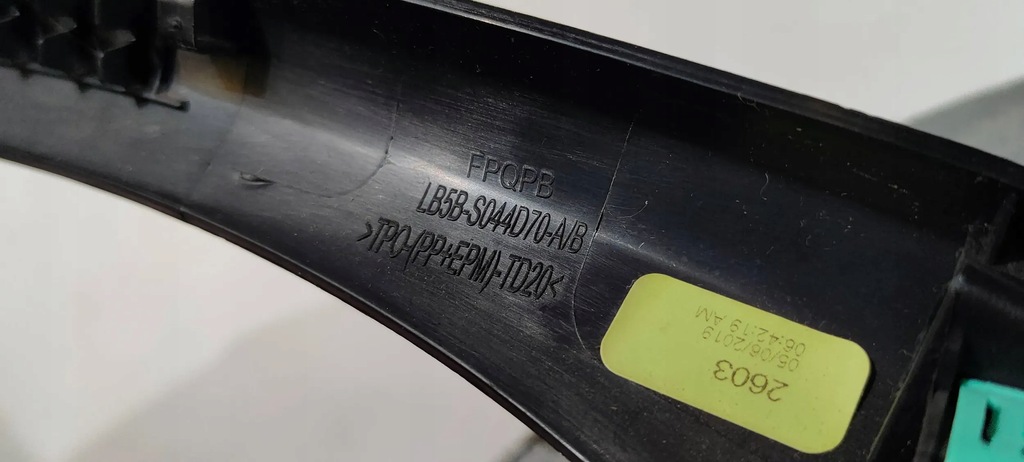 FPQPB
LB5B-S044D70-A/B
>TPO-(PP+EPM)-TD20<
2603
05/06/2019
06:42:19 AM